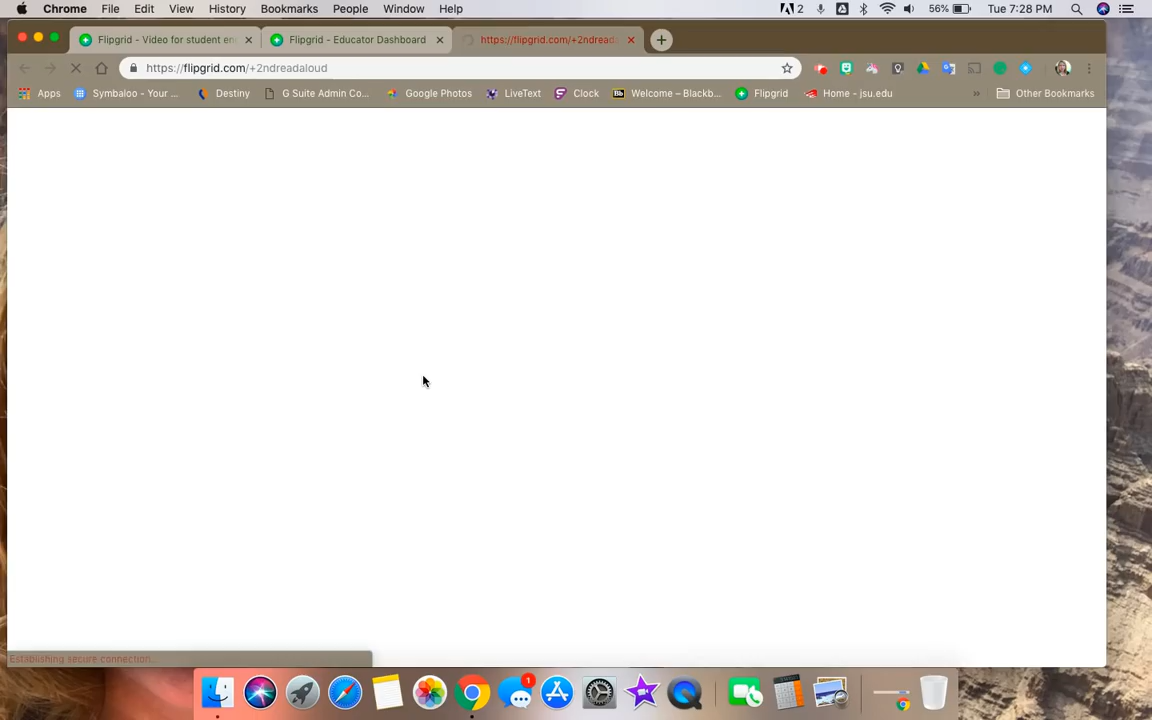 Chrome File Edit View History Bookmarks People Window Help 2 56% Tue 7:28 PM
Flipgrid - Video for student en Flipgrid - Educator Dashboard https://flipgrid.com/+2ndread
https://flipgrid.com/+2ndreadaloud
Apps Symbaloo - Your ... Destiny G Suite Admin Co... Google Photos LiveText Clock Bb Welcome – Blackb... Flipgrid Home - jsu.edu » Other Bookmarks
Establishing secure connection...
1